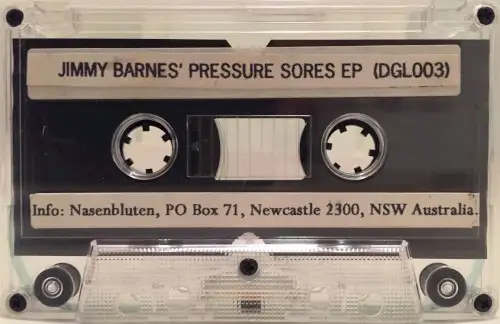 JIMMY BARNES' PRESSURE SORES EP (DGL003)
Info: Nasenbluten, PO Box 71, Newcastle 2300, NSW Australia.